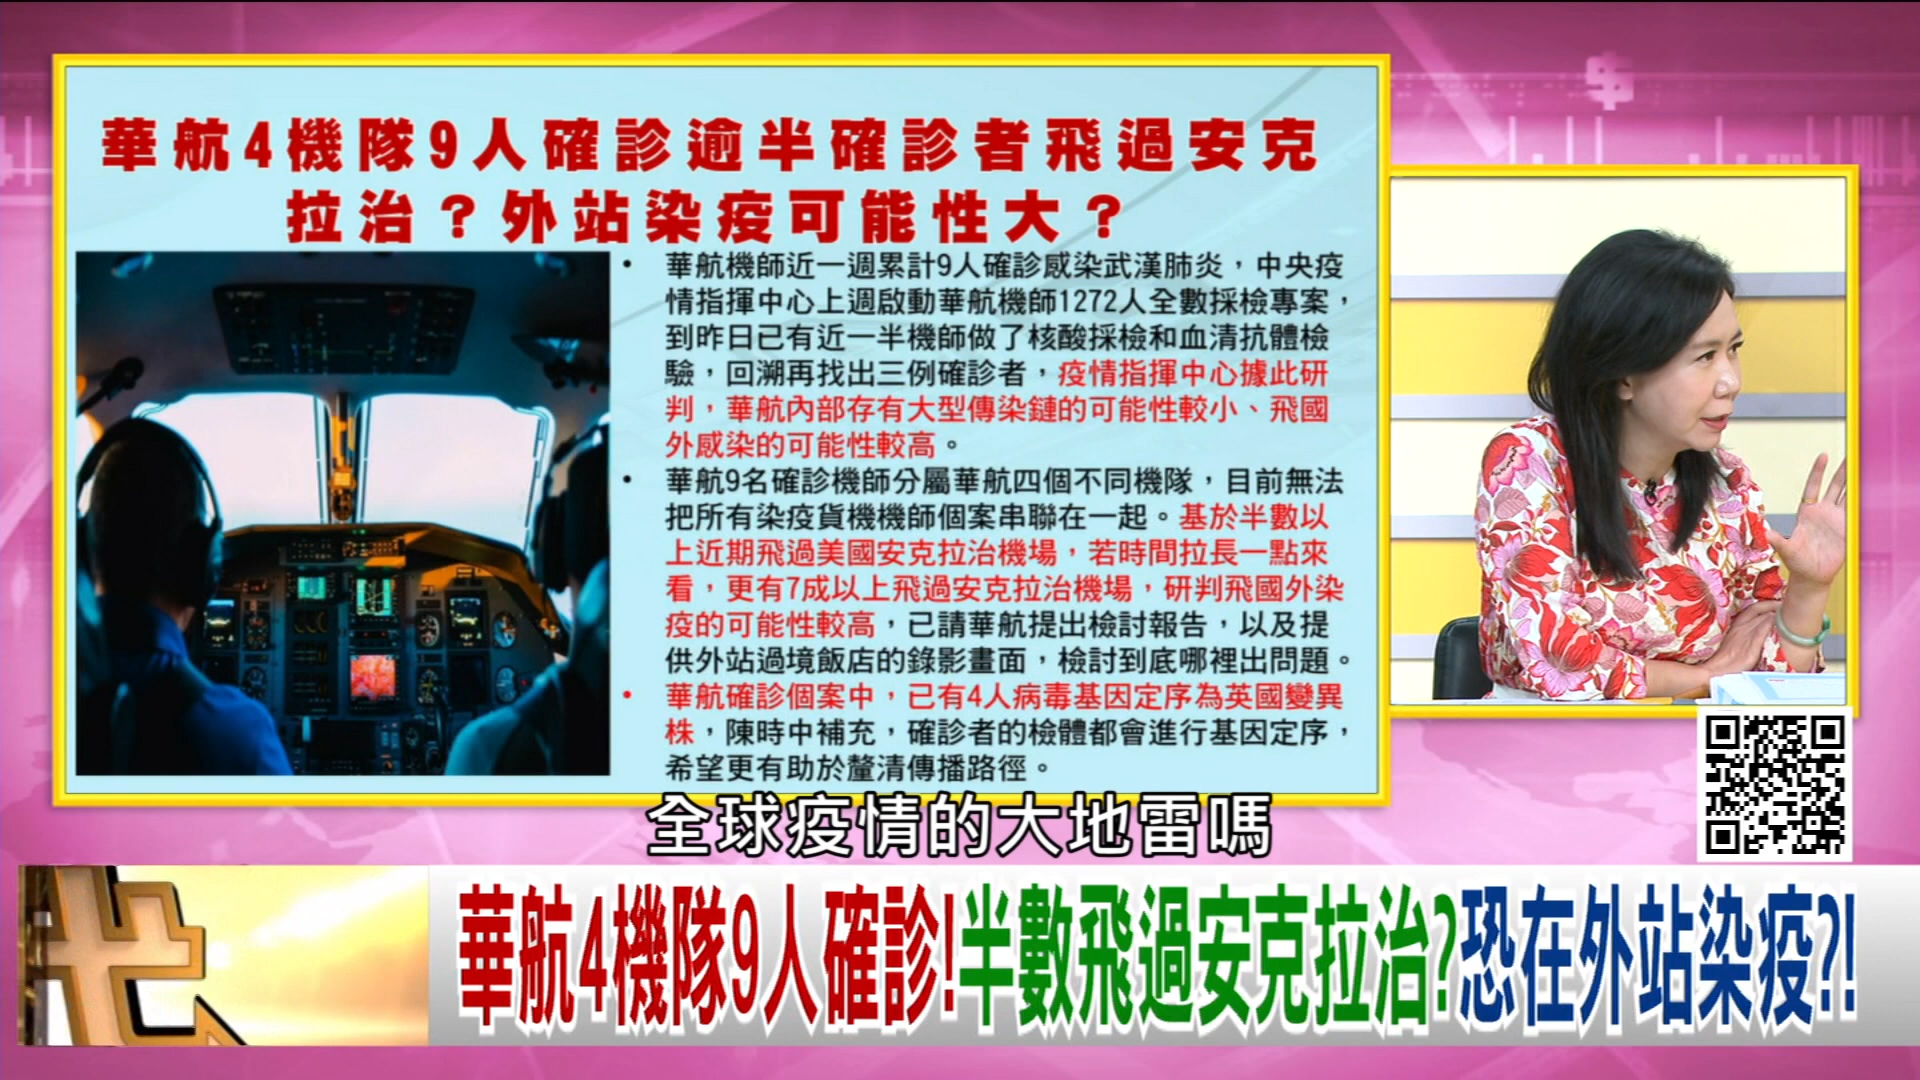 華航4機隊9人確診逾半確診者飛過安克
拉治？外站染疫可能性大？
• 華航機師近一週累計9人確診感染武漢肺炎，中央疫
情指揮中心上週啟動華航機師1272人全數採檢專案，
到昨日已有近一半機師做了核酸採檢和血清抗體檢
驗，回溯再找出三例確診者，疫情指揮中心據此研
判，華航內部存有大型傳染鏈的可能性較小、飛國
外感染的可能性較高。
• 華航9名確診機師分屬華航四個不同機隊，目前無法
把所有染疫貨機機師個案串聯在一起。基於半數以
上近期飛過美國安克拉治機場，若時間拉長一點來
看，更有7成以上飛過安克拉治機場，研判飛國外染
疫的可能性較高，已請華航提出檢討報告，以及提
供外站過境飯店的錄影畫面，檢討到底哪裡出問題。
• 華航確診個案中，已有4人病毒基因定序為英國變異
株，陳時中補充，確診者的檢體都會進行基因定序，
希望更有助於釐清傳播路徑。
全球疫情的大地雷嗎
華航4機隊9人確診!半數飛過安克拉治?恐在外站染疫?!